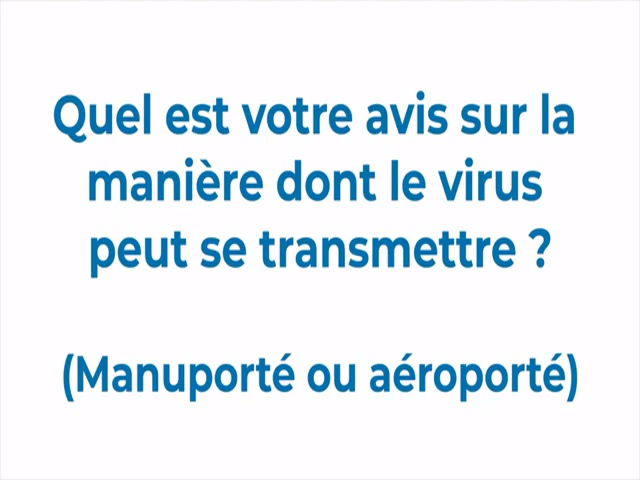 Quel est votre avis sur la
manière dont le virus
peut se transmettre ?
(Manuporté ou aéroporté)